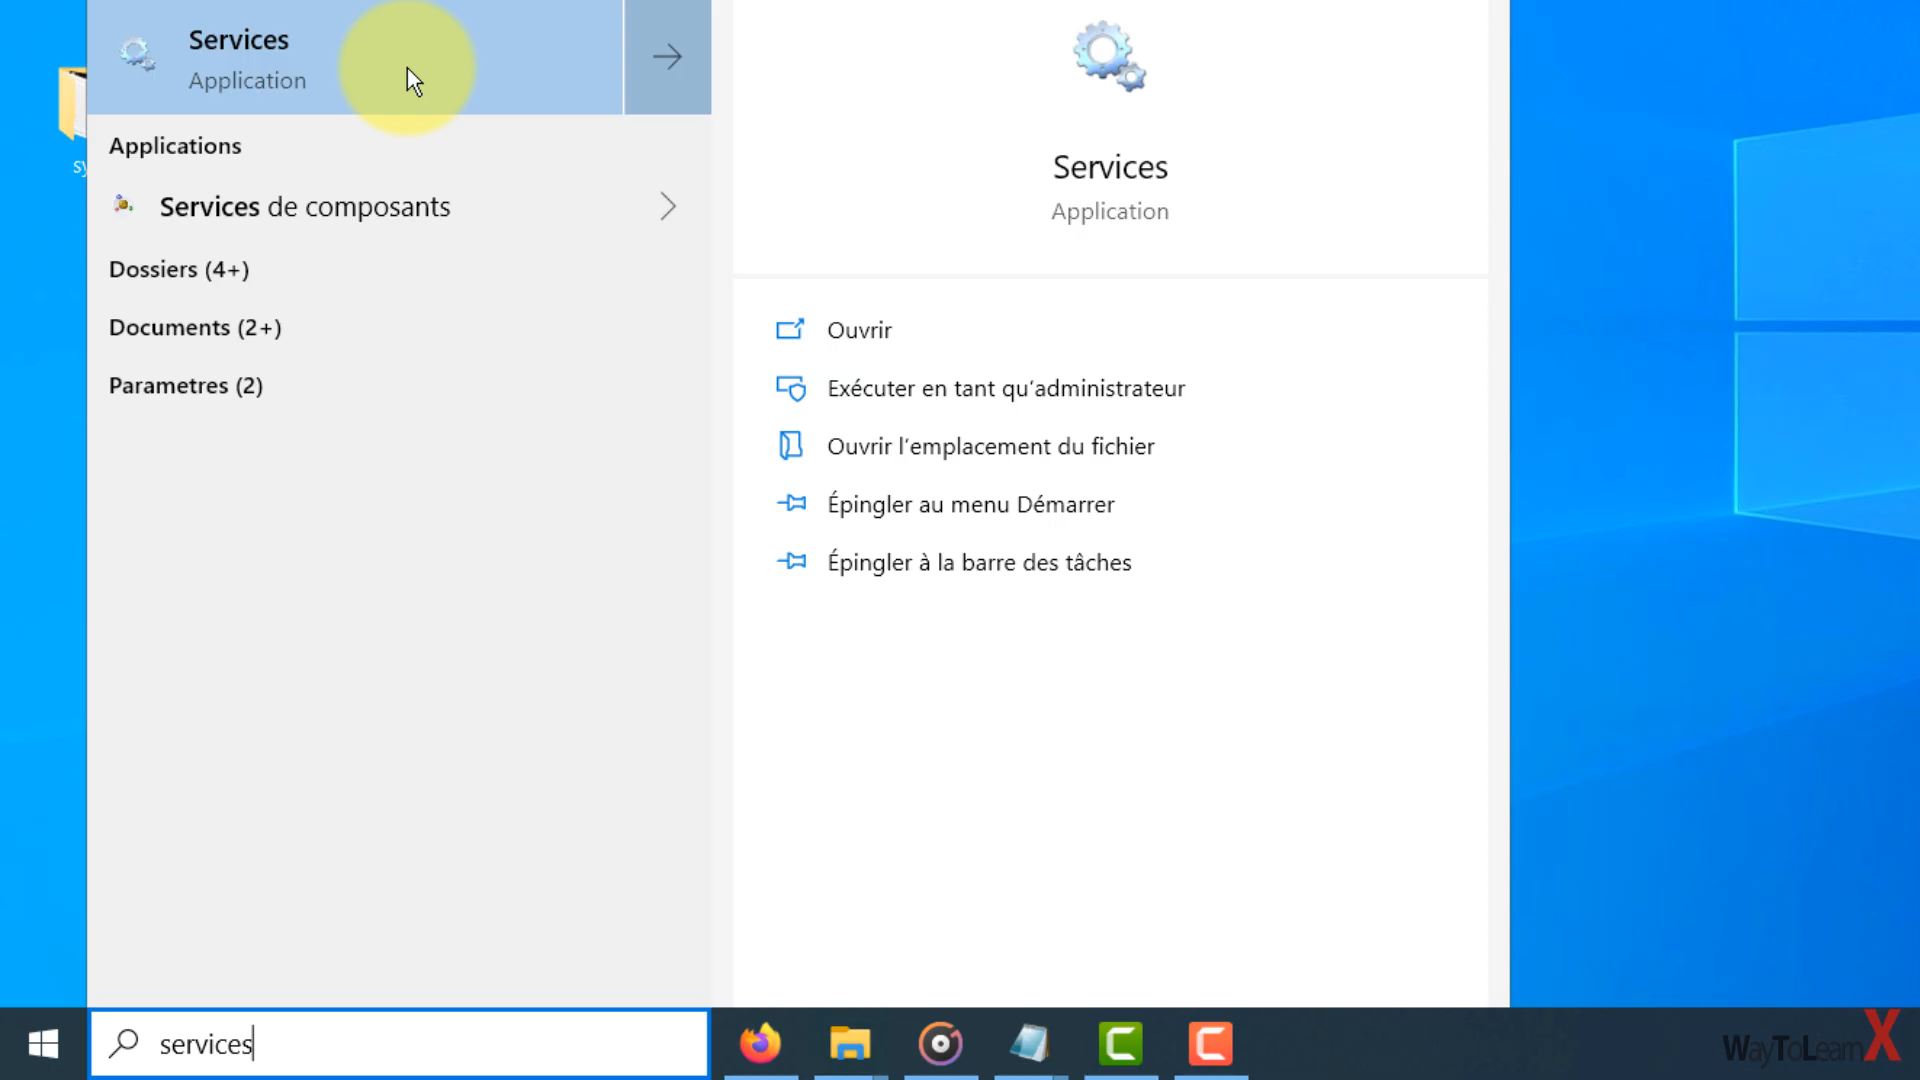 Services
Application
Applications
Services de composants
Dossiers (4+)
Documents (2+)
Parametres (2)
Services
Application
Ouvrir
Exécuter en tant qu'administrateur
Ouvrir l'emplacement du fichier
Épingler au menu Démarrer
Épingler à la barre des tâches
sy
services
WayToLearnX